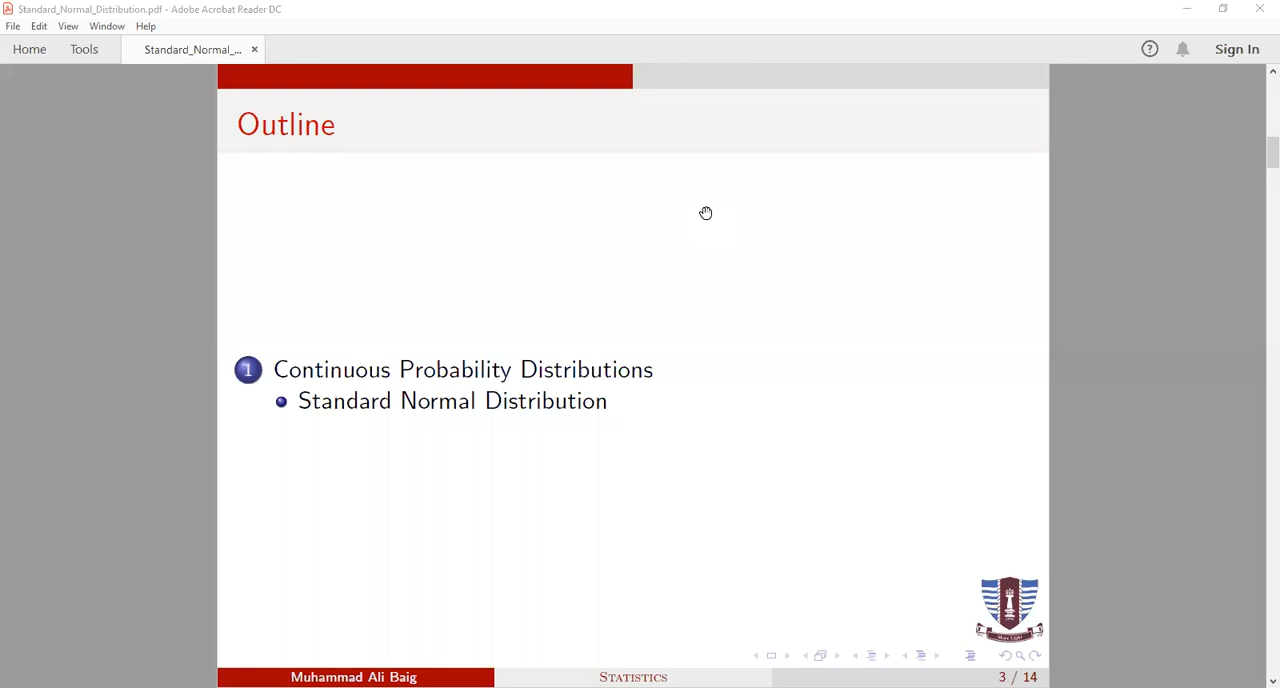 Standard_Normal_Distribution.pdf - Adobe Acrobat Reader DC
File Edit View Window Help
Home Tools Standard_Normal_... × ? Sign In
Outline
1 Continuous Probability Distributions
Standard Normal Distribution
Muhammad Ali Baig STATISTICS 3 / 14